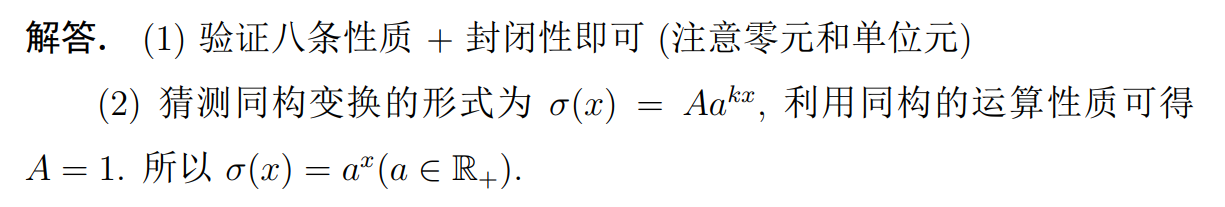 解答. (1) 验证八条性质 + 封闭性即可 (注意零元和单位元)
(2) 猜测同构变换的形式为 σ(x) = Aa^{kx}, 利用同构的运算性质可得
A = 1. 所以 σ(x) = a^x(a ∈ ℝ₊).